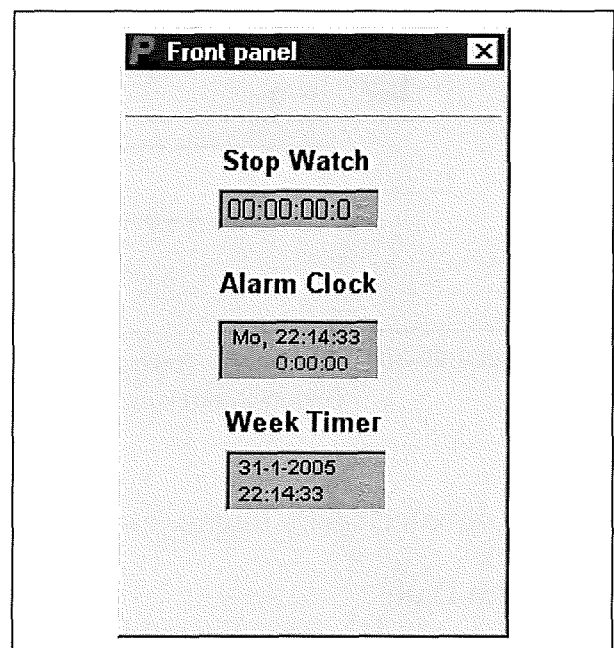 P Front panel
Stop Watch
00:00:00:0
Alarm Clock
Mo, 22:14:33
0:00:00
Week Timer
31-1-2005
22:14:33